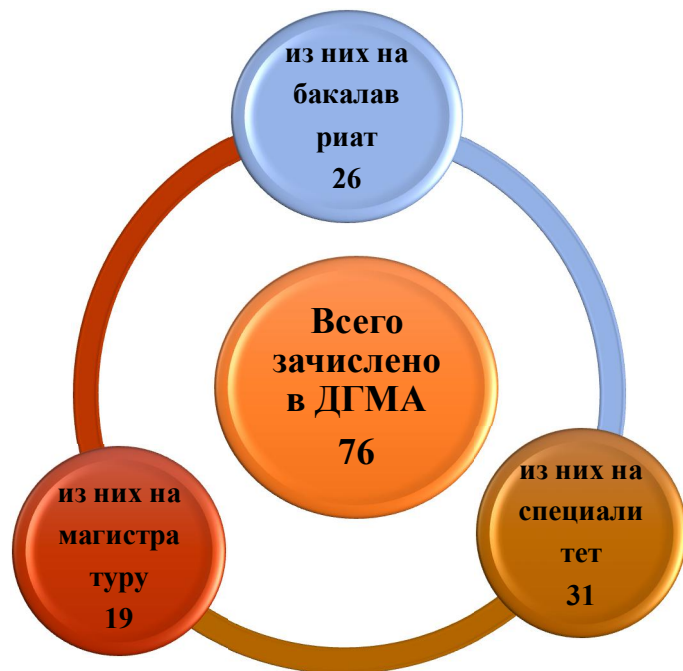 из них на
бакалав
риат
26
Всего
зачислено
в ДГМА
76
из них на
магистра
туру
19
из них на
специали
тет
31